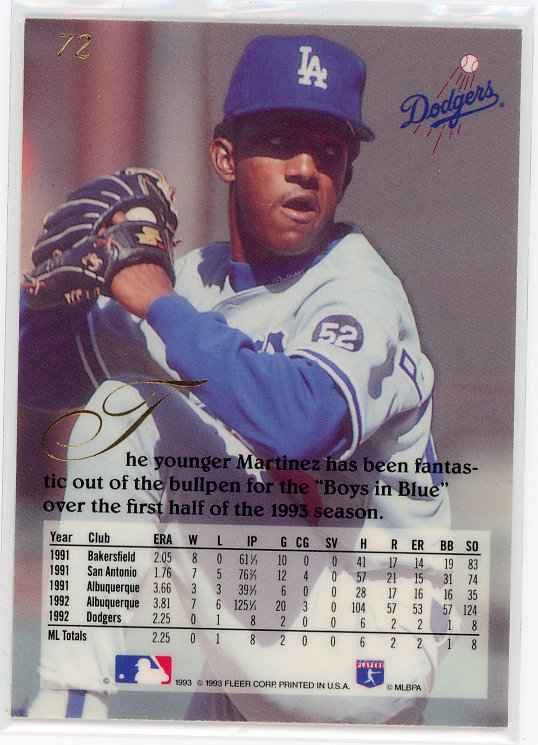 72
LA
Dodgers
52
The younger Martinez has been fantas-
tic out of the bullpen for the "Boys in Blue"
over the first half of the 1993 season.
Year Club ERA W L IP G CG SV H R ER BB SO
1991 Bakersfield 2.05 8 0 61⅓ 10 0 0 41 17 14 19 83
1991 San Antonio 1.76 7 5 76⅔ 12 4 0 57 21 15 31 74
1991 Albuquerque 3.66 3 3 39⅓ 6 0 0 28 17 16 16 35
1992 Albuquerque 3.81 7 6 125⅓ 20 3 0 104 57 53 57 124
1992 Dodgers 2.25 0 1 8 2 0 0 6 2 2 1 8
ML Totals 2.25 0 1 8 2 0 0 6 2 2 1 8
© 1993 © 1993 FLEER CORP. PRINTED IN U.S.A. © MLBPA